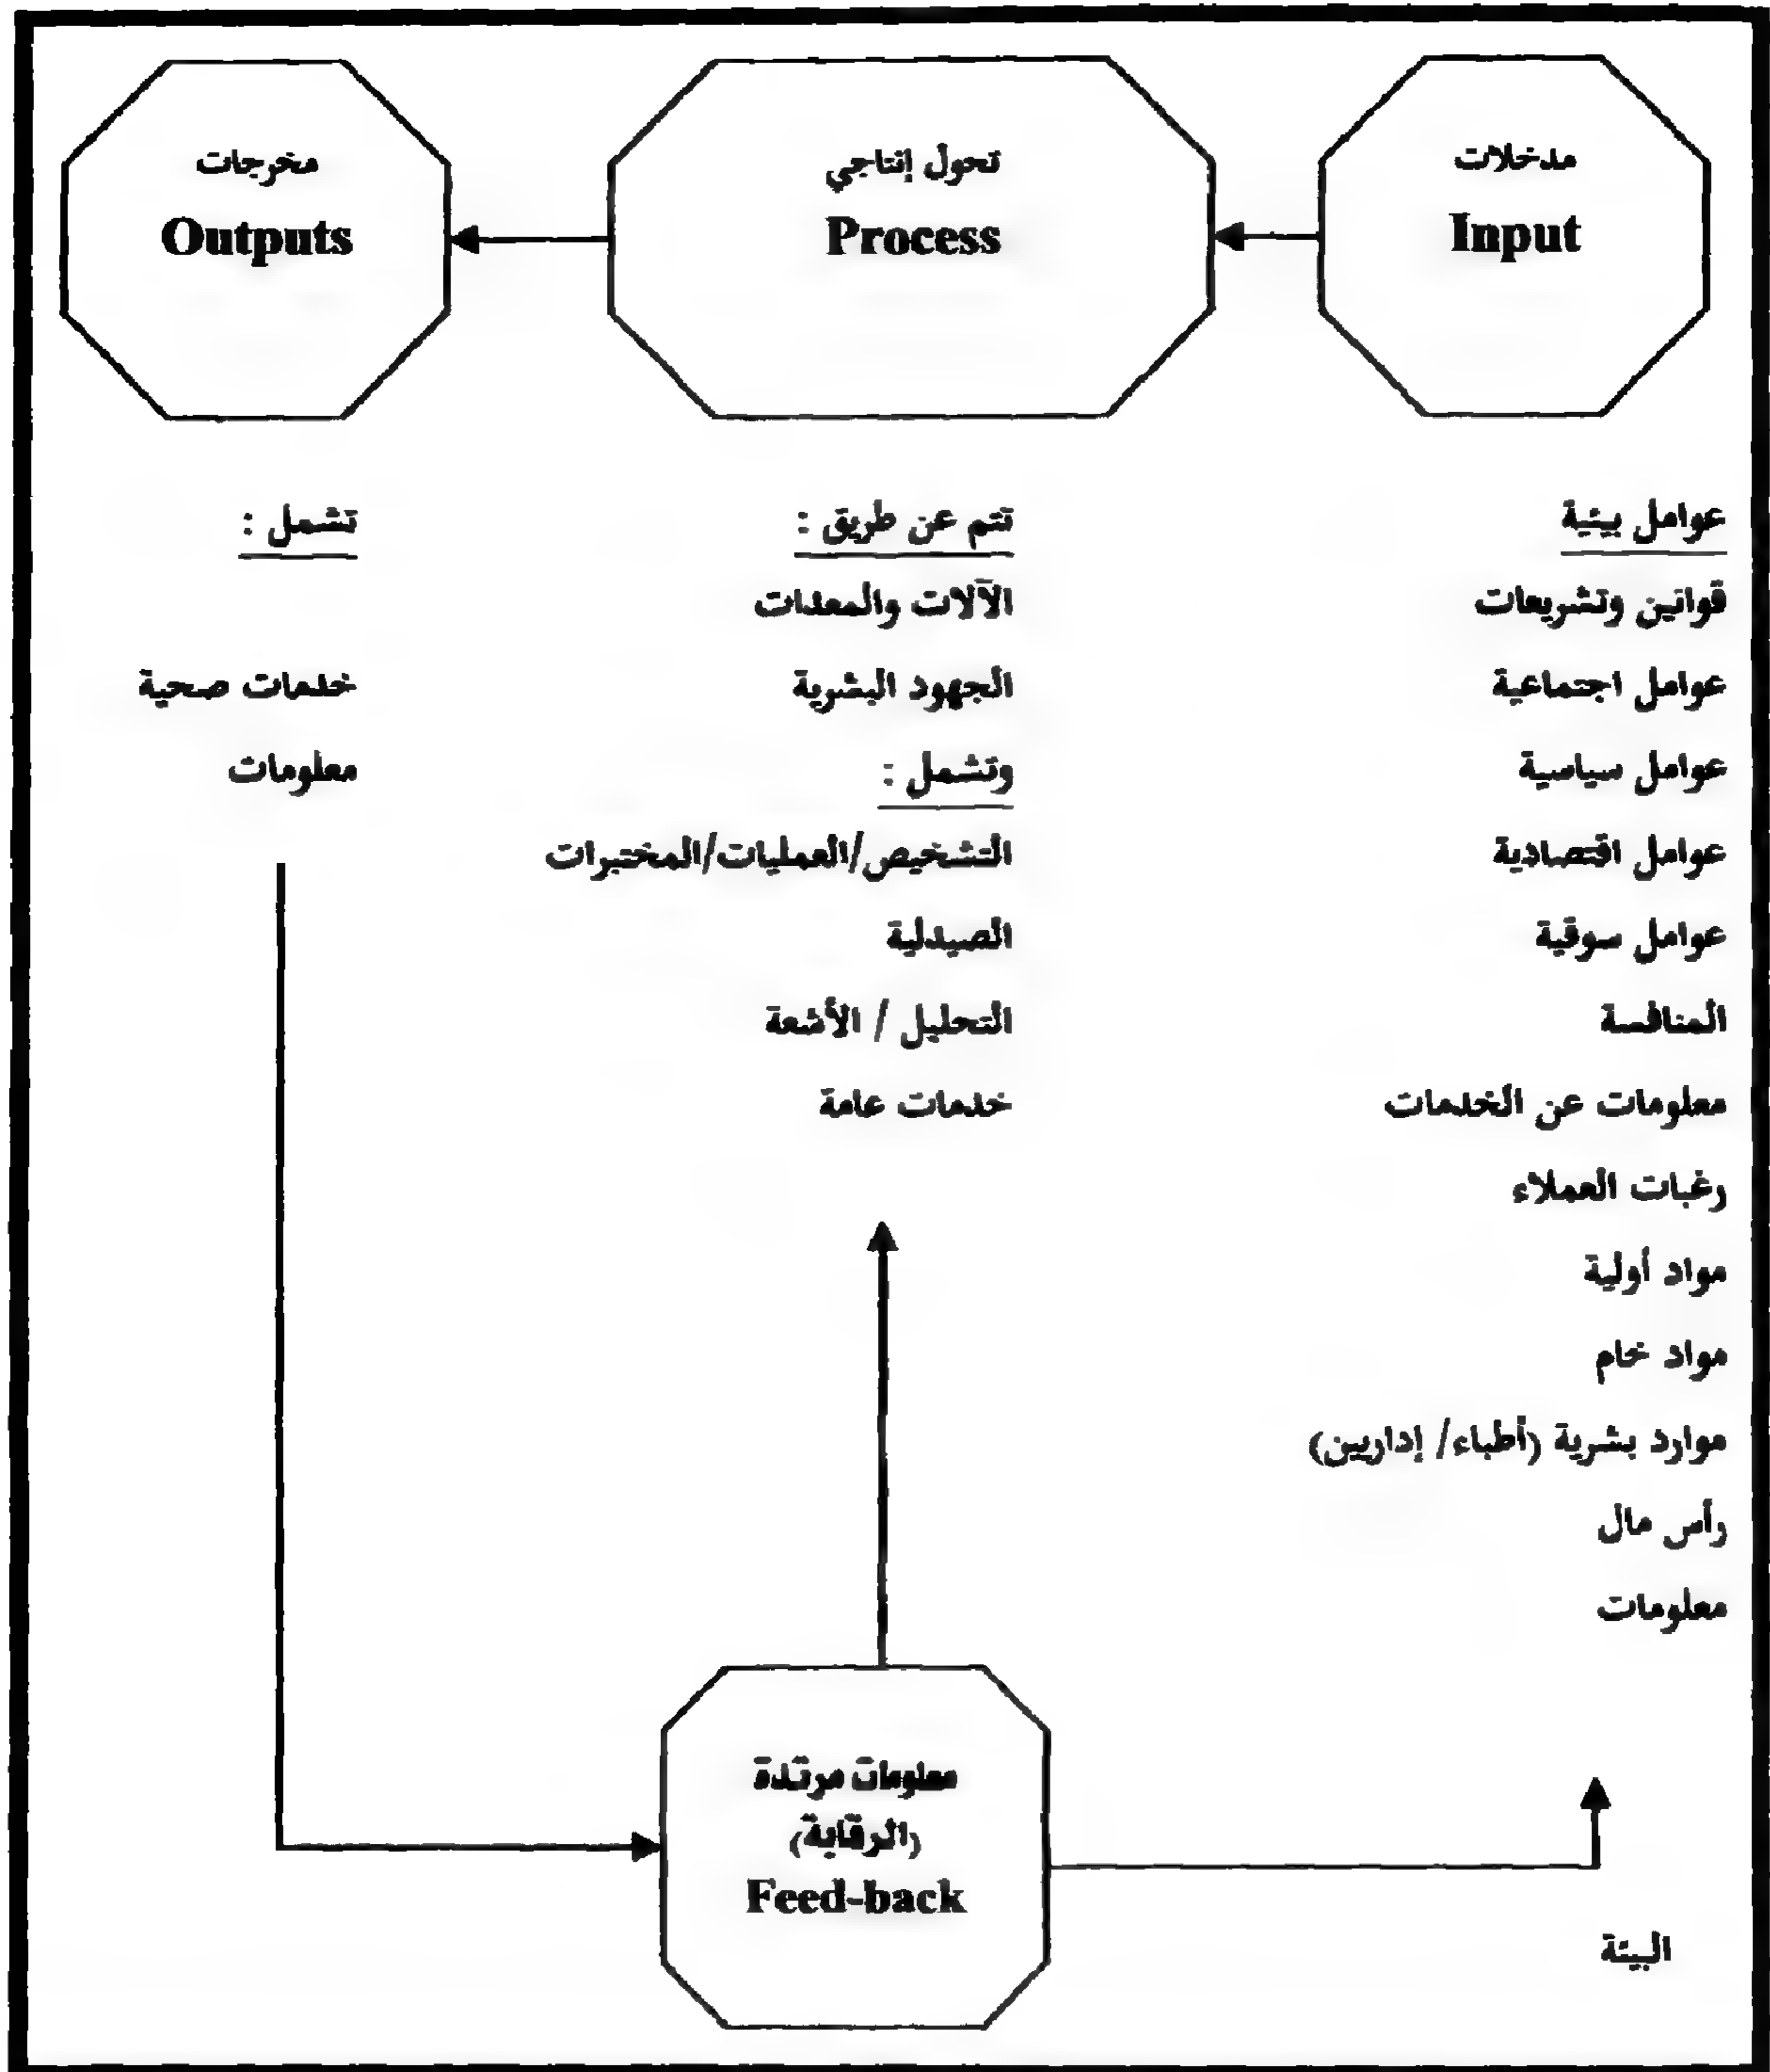 مدخلات
Input
تحول إنتاجي
Process
مخرجات
Outputs
عوامل بيئية
قوانين وتشريعات
عوامل اجتماعية
عوامل سياسية
عوامل اقتصادية
عوامل سوقية
المنافسة
معلومات عن الخدمات
رغبات العملاء
مواد أولية
مواد خام
موارد بشرية (أطباء/ إداريين)
رأس مال
معلومات
تتم عن طريق :
الآلات والمعدات
الجهود البشرية
وتشمل :
التشخيص/العمليات/المختبرات
الصيدلية
التحليل / الأشعة
خدمات عامة
تشمل :
خدمات صحية
معلومات
معلومات مرتدة
(الرقابة)
Feed-back
البيئة